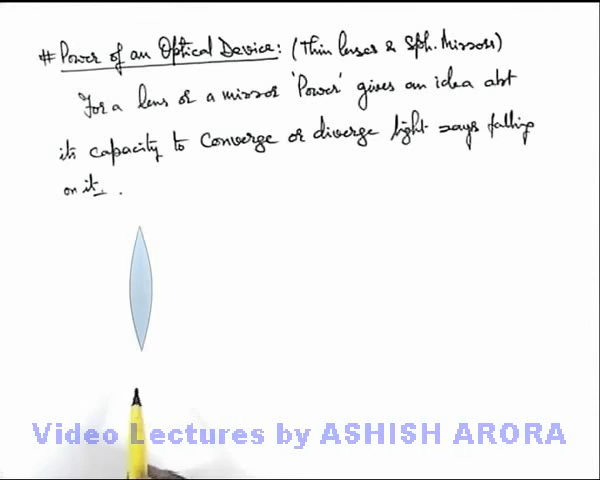 # Power of an Optical Device: (Thin lenses & Sph. Mirrors)
For a lens or a mirror 'Power' gives an idea abt
its capacity to converge or diverge light rays falling
on it.
Video Lectures by ASHISH ARORA